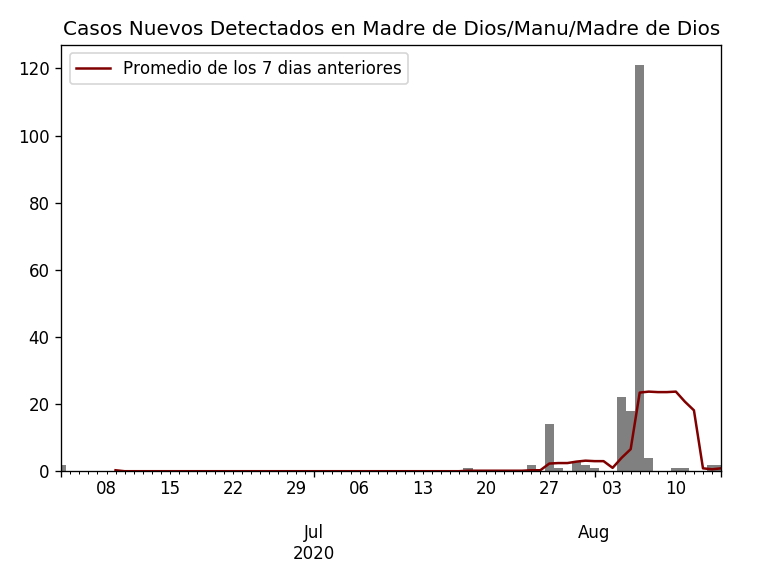 Casos Nuevos Detectados en Madre de Dios/Manu/Madre de Dios
Promedio de los 7 dias anteriores
120
100
80
60
40
20
0
08 15 22 29 06 13 20 27 03 10
Jul Aug
2020